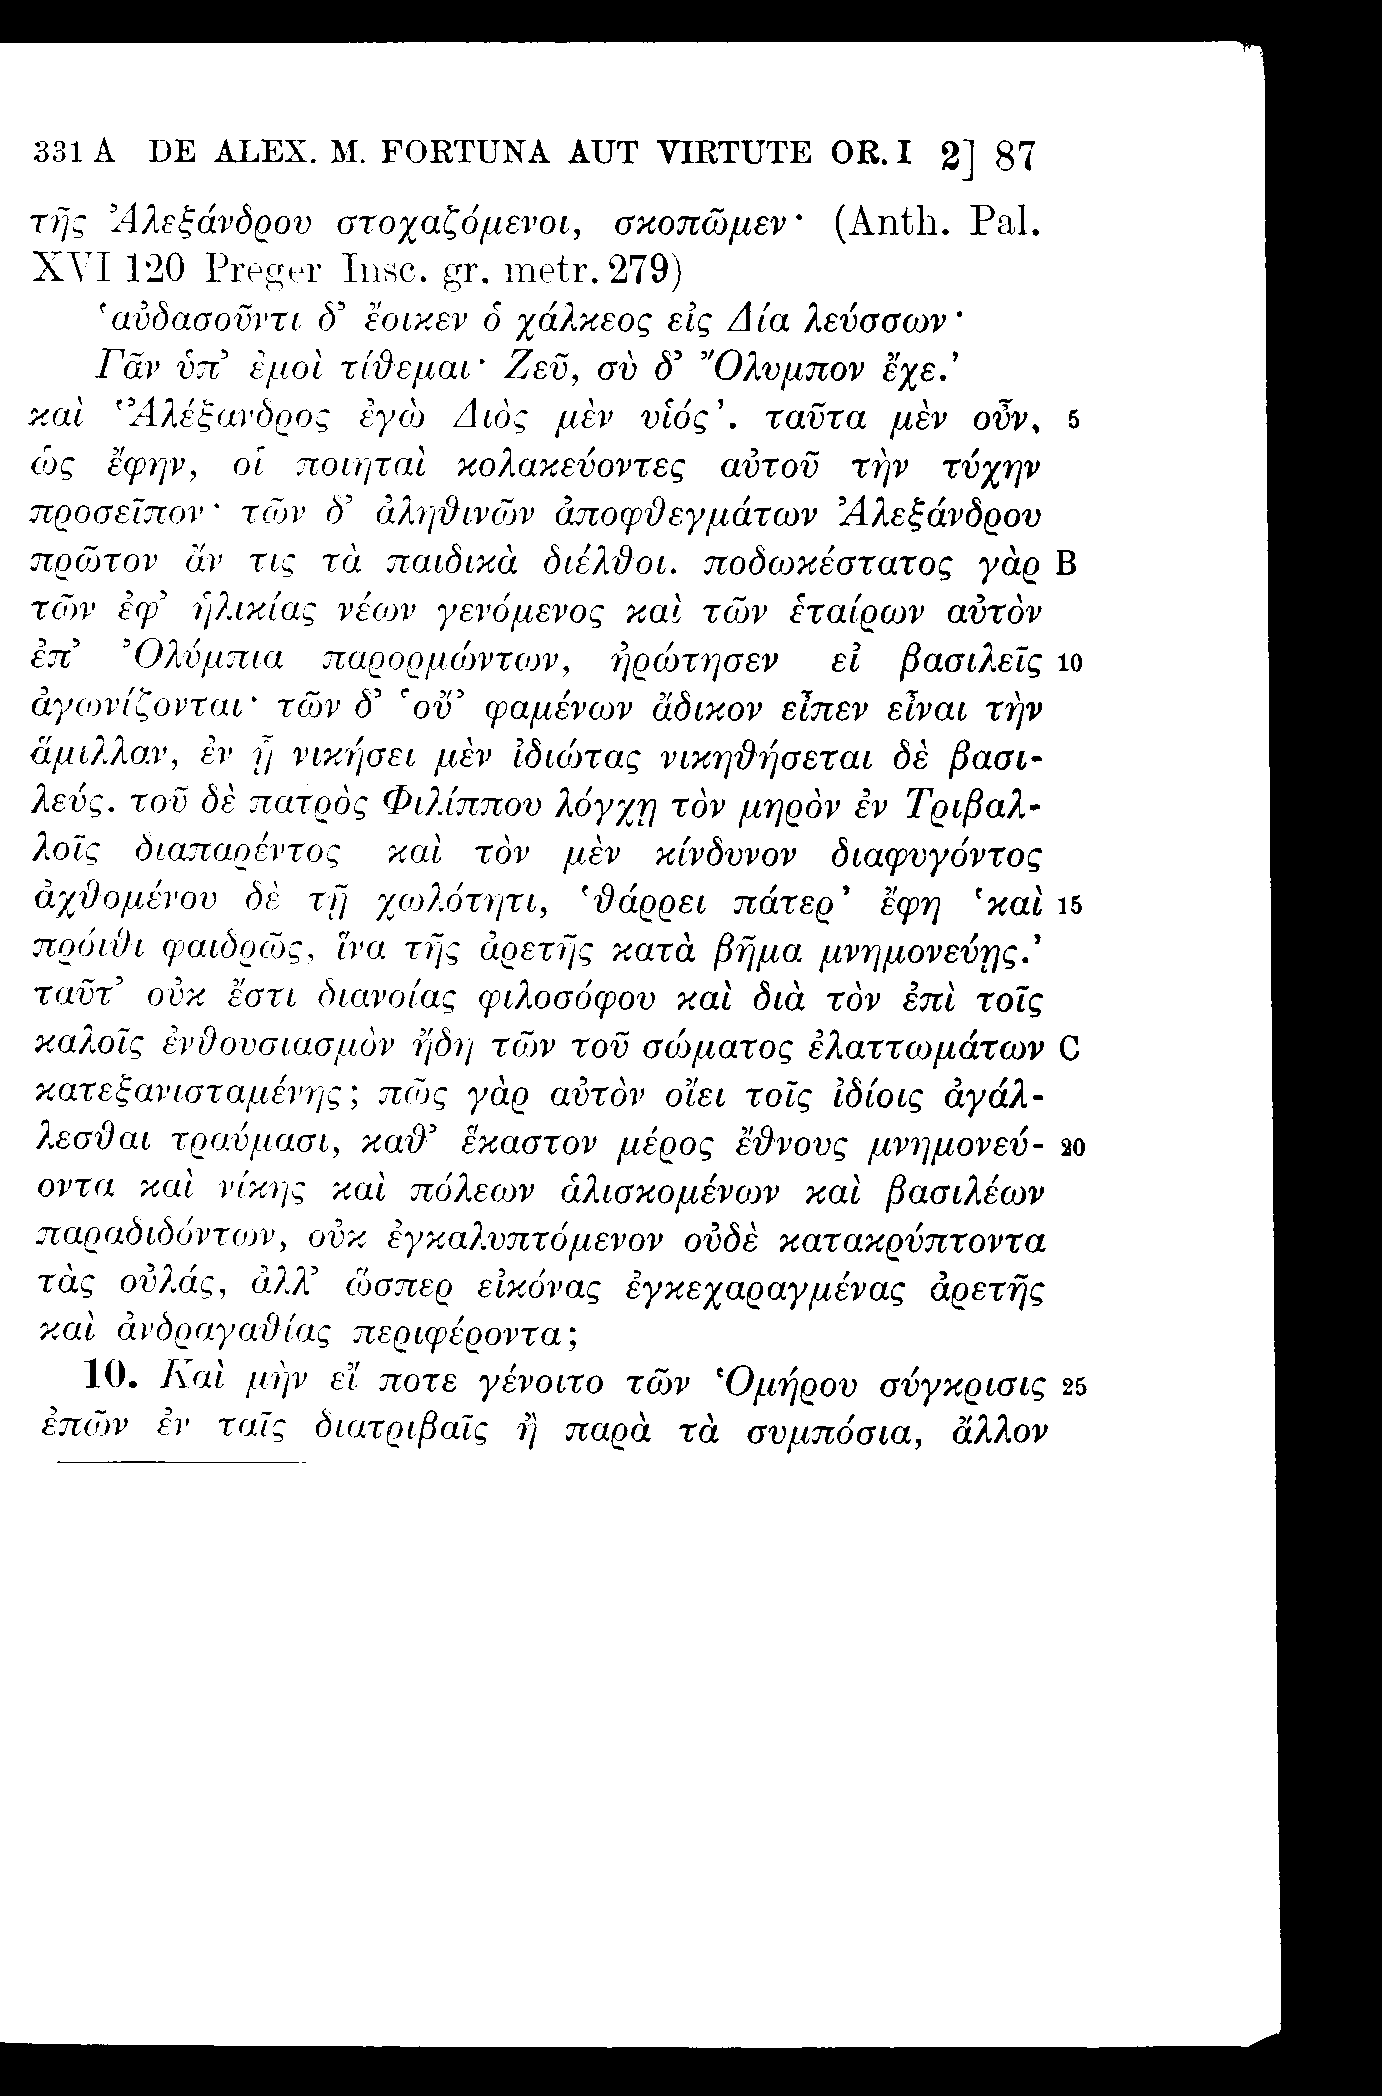 331 A DE ALEX. M. FORTUNA AUT VIRTUTE OR. I 2] 87
τῆς Ἀλεξάνδρου στοχαζόμενοι, σκοπῶμεν· (Anth. Pal.
XVI 120 Preger Insc. gr. metr. 279)
‘αὐδασοῦντι δ’ ἔοικεν ὁ χάλκεος εἰς Δία λεύσσων·
Γᾶν ὑπ’ ἐμοὶ τίθεμαι· Ζεῦ, σὺ δ’ Ὄλυμπον ἔχε.’
καὶ ‘Ἀλέξανδρος ἐγὼ Διὸς μὲν υἱός’. ταῦτα μὲν οὖν, 5
ὡς ἔφην, οἱ ποιηταὶ κολακεύοντες αὐτοῦ τὴν τύχην
προσεῖπον· τῶν δ’ ἀληθινῶν ἀποφθεγμάτων Ἀλεξάνδρου
πρῶτον ἄν τις τὰ παιδικὰ διέλθοι. ποδωκέστατος γὰρ B
τῶν ἐφ’ ἡλικίας νέων γενόμενος καὶ τῶν ἑταίρων αὐτὸν
ἐπ’ Ὀλύμπια παρορμώντων, ἠρώτησεν εἰ βασιλεῖς 10
ἀγωνίζονται· τῶν δ’ ‘οὔ’ φαμένων ἄδικον εἶπεν εἶναι τὴν
ἅμιλλαν, ἐν ᾗ νικήσει μὲν ἰδιώτας νικηθήσεται δὲ βασι-
λεύς. τοῦ δὲ πατρὸς Φιλίππου λόγχῃ τὸν μηρὸν ἐν Τριβαλ-
λοῖς διαπαρέντος καὶ τὸν μὲν κίνδυνον διαφυγόντος
ἀχθομένου δὲ τῇ χωλότητι, ‘θάρρει πάτερ’ ἔφη ‘καὶ 15
πρόιθι φαιδρῶς, ἵνα τῆς ἀρετῆς κατὰ βῆμα μνημονεύῃς.’
ταῦτ’ οὐκ ἔστι διανοίας φιλοσόφου καὶ διὰ τὸν ἐπὶ τοῖς
καλοῖς ἐνθουσιασμὸν ἤδη τῶν τοῦ σώματος ἐλαττωμάτων C
κατεξανισταμένης; πῶς γὰρ αὐτὸν οἴει τοῖς ἰδίοις ἀγάλ-
λεσθαι τραύμασι, καθ’ ἕκαστον μέρος ἔθνους μνημονεύ- 20
οντα καὶ νίκης καὶ πόλεων ἁλισκομένων καὶ βασιλέων
παραδιδόντων, οὐκ ἐγκαλυπτόμενον οὐδὲ κατακρύπτοντα
τὰς οὐλάς, ἀλλ’ ὥσπερ εἰκόνας ἐγκεχαραγμένας ἀρετῆς
καὶ ἀνδραγαθίας περιφέροντα;
10. Καὶ μὴν εἴ ποτε γένοιτο τῶν Ὁμήρου σύγκρισις 25
ἐπῶν ἐν ταῖς διατριβαῖς ἢ παρὰ τὰ συμπόσια, ἄλλον